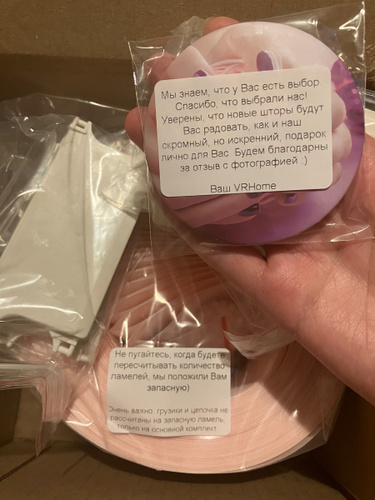 Мы знаем, что у Вас есть выбор
Спасибо, что выбрали нас!
Уверены, что новые шторы будут
Вас радовать, как и наш
скромный, но искренний, подарок
лично для Вас. Будем благодарны
за отзыв с фотографией :)
Ваш VRHome
Не пугайтесь, когда будете
пересчитывать количество
ламелей, мы положили Вам
запасную)
Очень важно: грузики и цепочка не
рассчитаны на запасную ламель,
только на основной комплект.